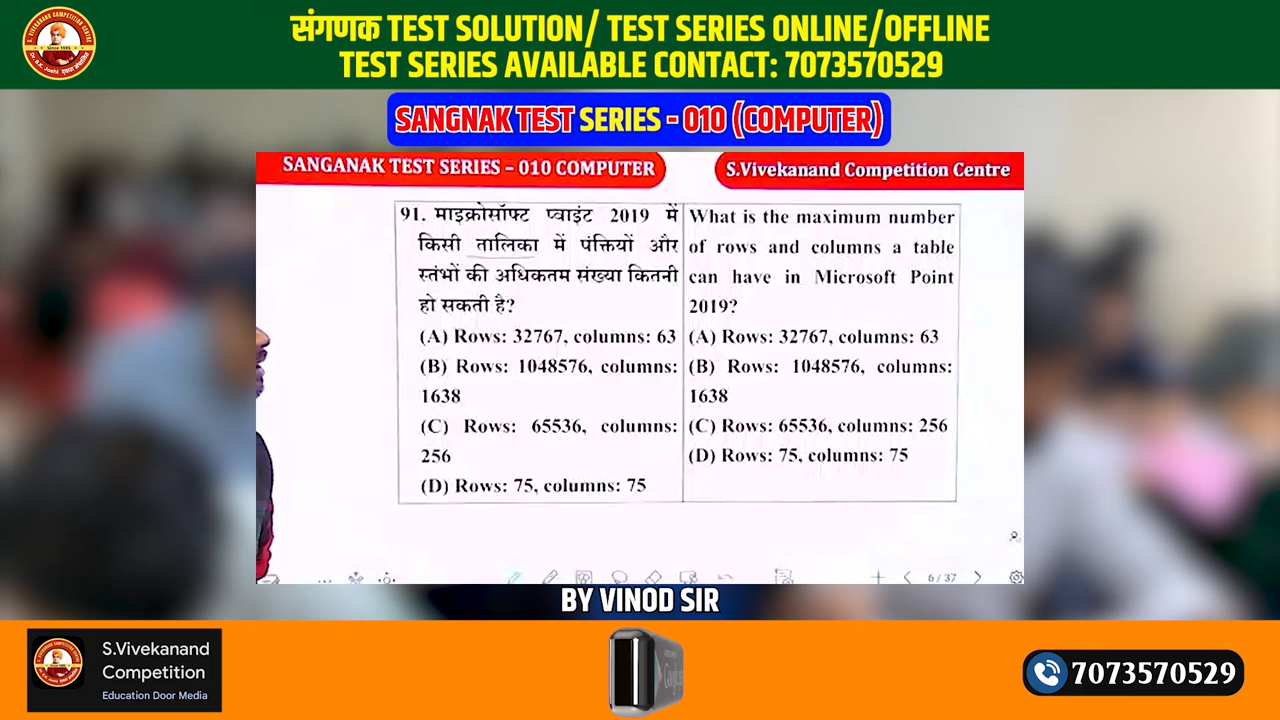 संगणक TEST SOLUTION/ TEST SERIES ONLINE/OFFLINE
TEST SERIES AVAILABLE CONTACT: 7073570529
SANGNAK TEST SERIES - 010 (COMPUTER)
SANGANAK TEST SERIES – 010 COMPUTER
S.Vivekanand Competition Centre
91. माइक्रोसॉफ्ट प्वाइंट 2019 में
किसी तालिका में पंक्तियों और
स्तंभों की अधिकतम संख्या कितनी
हो सकती है?
(A) Rows: 32767, columns: 63
(B) Rows: 1048576, columns:
1638
(C) Rows: 65536, columns:
256
(D) Rows: 75, columns: 75
What is the maximum number
of rows and columns a table
can have in Microsoft Point
2019?
(A) Rows: 32767, columns: 63
(B) Rows: 1048576, columns:
1638
(C) Rows: 65536, columns: 256
(D) Rows: 75, columns: 75
6 / 37
BY VINOD SIR
S.Vivekanand
Competition
Education Door Media
7073570529